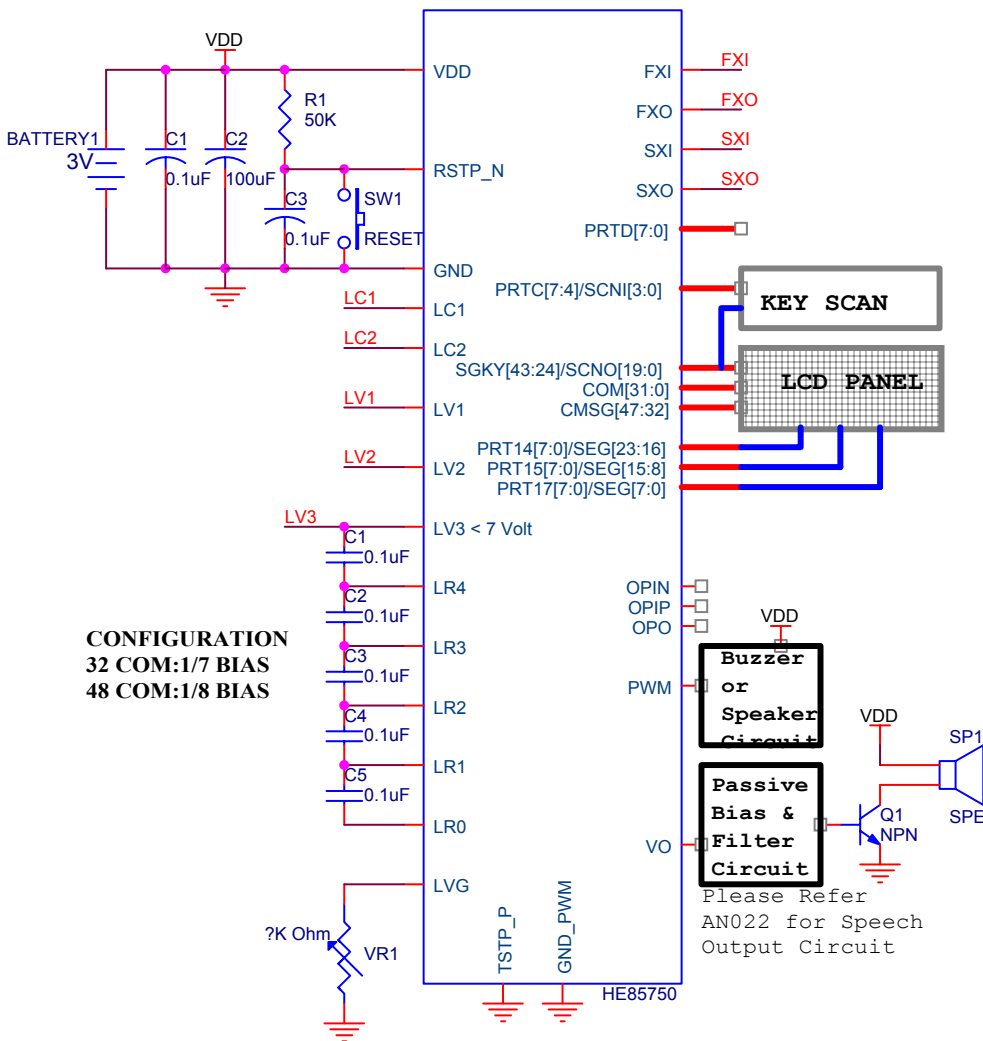 VDD
VDD
R1
50K
BATTERY1
3V
C1
0.1uF
C2
100uF
RSTP_N
C3
0.1uF
SW1
RESET
GND
LC1
LC1
LC2
LC2
LV1
LV1
LV2
LV2
LV3
LV3 < 7 Volt
C1
0.1uF
LR4
C2
0.1uF
LR3
C3
0.1uF
LR2
C4
0.1uF
LR1
C5
0.1uF
LR0
CONFIGURATION
32 COM:1/7 BIAS
48 COM:1/8 BIAS
LVG
?K Ohm
VR1
TSTP_P
GND_PWM
HE85750
FXI
FXI
FXO
FXO
SXI
SXI
SXO
SXO
PRTD[7:0]
PRTC[7:4]/SCNI[3:0]
KEY SCAN
SGKY[43:24]/SCNO[19:0]
COM[31:0]
CMSG[47:32]
LCD PANEL
PRT14[7:0]/SEG[23:16]
PRT15[7:0]/SEG[15:8]
PRT17[7:0]/SEG[7:0]
OPIN
OPIP
OPO
VDD
PWM
Buzzer
or
Speaker
Circuit
VDD
SP1
SPE
Q1
NPN
VO
Passive
Bias &
Filter
Circuit
Please Refer
AN022 for Speech
Output Circuit